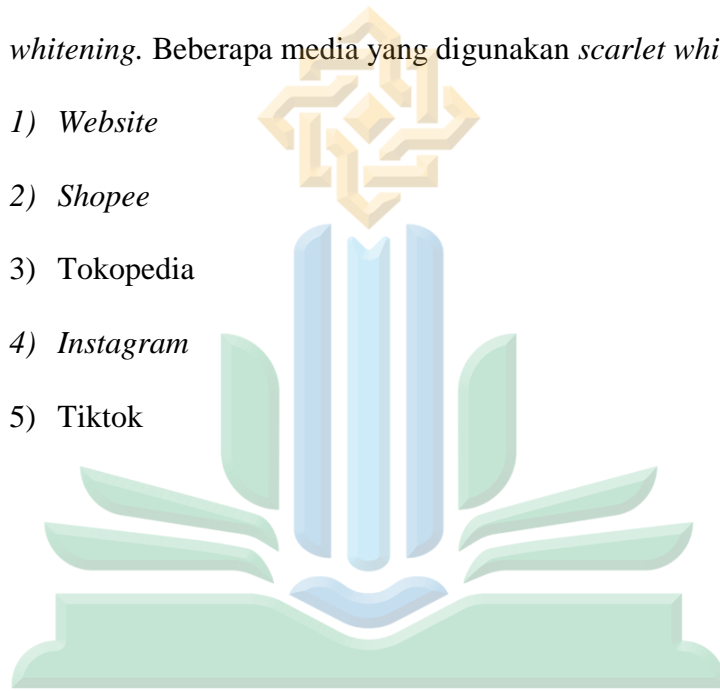 whitening. Beberapa media yang digunakan scarlet whi
1) Website
2) Shopee
3) Tokopedia
4) Instagram
5) Tiktok